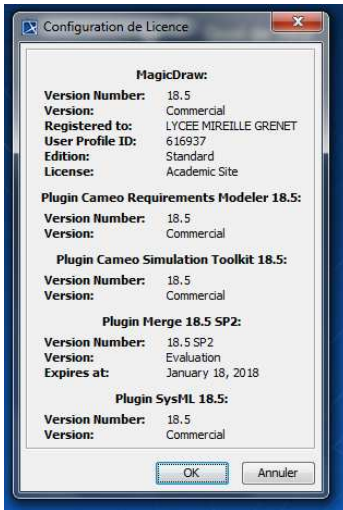 Configuration de Licence
MagicDraw:
Version Number: 18.5
Version: Commercial
Registered to: LYCEE MIREILLE GRENET
User Profile ID: 616937
Edition: Standard
License: Academic Site
Plugin Cameo Requirements Modeler 18.5:
Version Number: 18.5
Version: Commercial
Plugin Cameo Simulation Toolkit 18.5:
Version Number: 18.5
Version: Commercial
Plugin Merge 18.5 SP2:
Version Number: 18.5 SP2
Version: Evaluation
Expires at: January 18, 2018
Plugin SysML 18.5:
Version Number: 18.5
Version: Commercial
OK Annuler